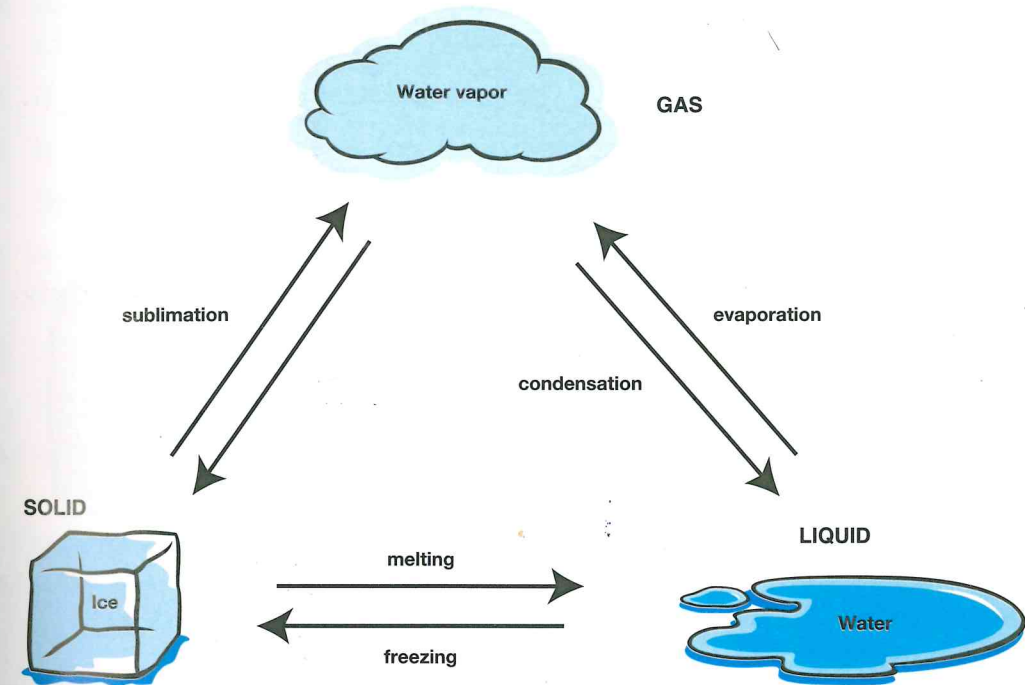 Water vapor
GAS
sublimation
evaporation
condensation
SOLID
LIQUID
melting
Ice
Water
freezing